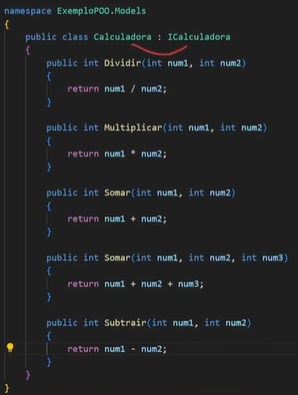 namespace ExemploPOO.Models
{
public class Calculadora : ICalculadora
{
public int Dividir(int num1, int num2)
{
return num1 / num2;
}
public int Multiplicar(int num1, int num2)
{
return num1 * num2;
}
public int Somar(int num1, int num2)
{
return num1 + num2;
}
public int Somar(int num1, int num2, int num3)
{
return num1 + num2 + num3;
}
public int Subtrair(int num1, int num2)
{
return num1 - num2;
}
}
}